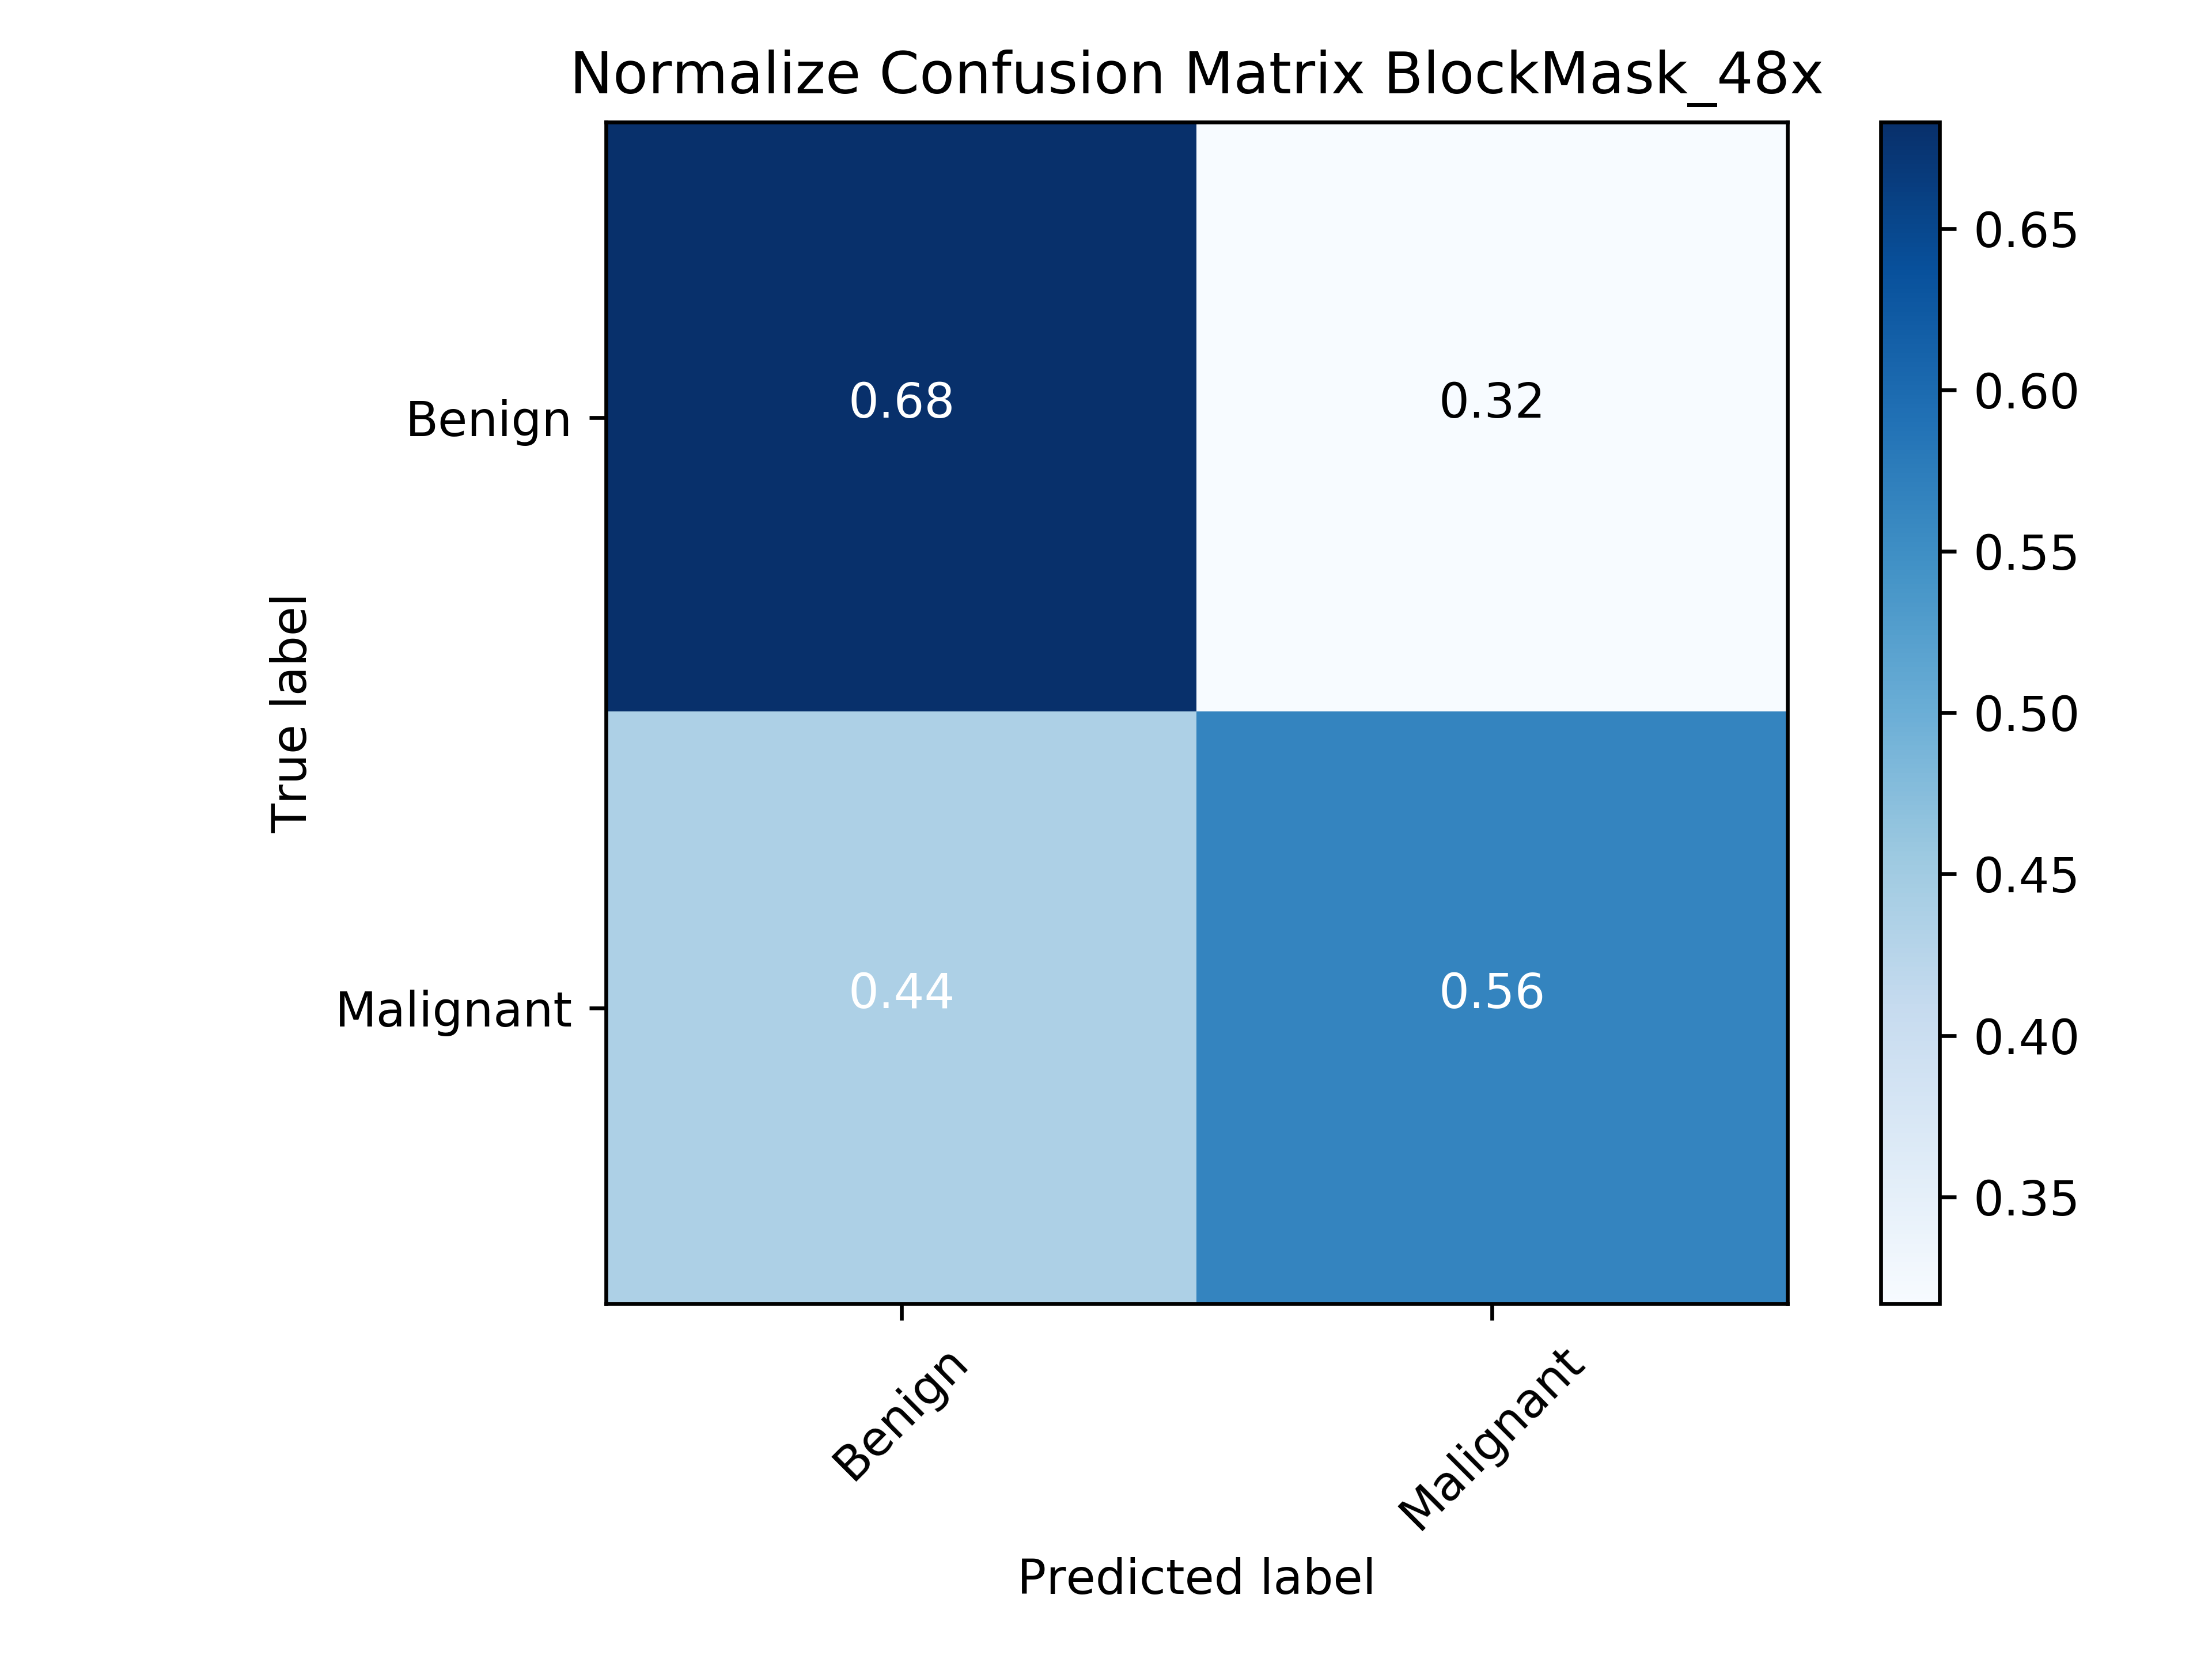 Normalize Confusion Matrix BlockMask_48x
True label
Benign
0.68
0.32
Malignant
0.44
0.56
Benign
Malignant
Predicted label
0.65
0.60
0.55
0.50
0.45
0.40
0.35